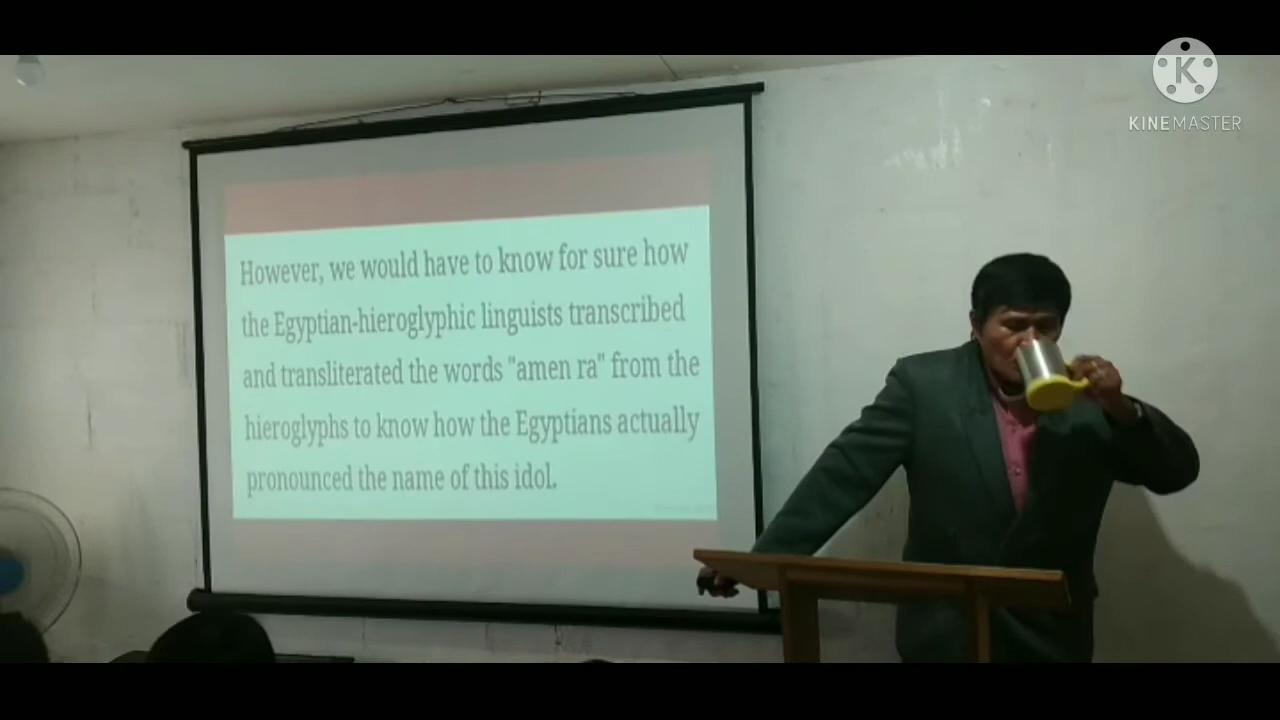 KINEMASTER
However, we would have to know for sure how
the Egyptian-hieroglyphic linguists transcribed
and transliterated the words "amen ra" from the
hieroglyphs to know how the Egyptians actually
pronounced the name of this idol.